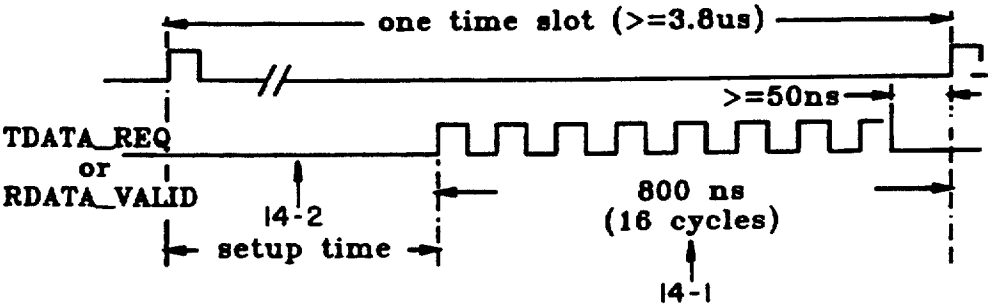 one time slot (>=3.8us)
>=50ns
TDATA_REQ
or
RDATA_VALID
14-2
800 ns
(16 cycles)
setup time
14-1